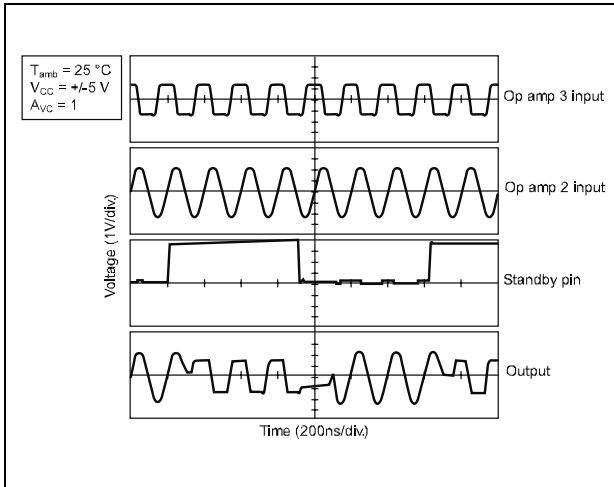 Tamb = 25 °C
VCC = +/-5 V
AVC = 1
Op amp 3 input
Op amp 2 input
Voltage (1V/div.)
Standby pin
Output
Time (200ns/div.)